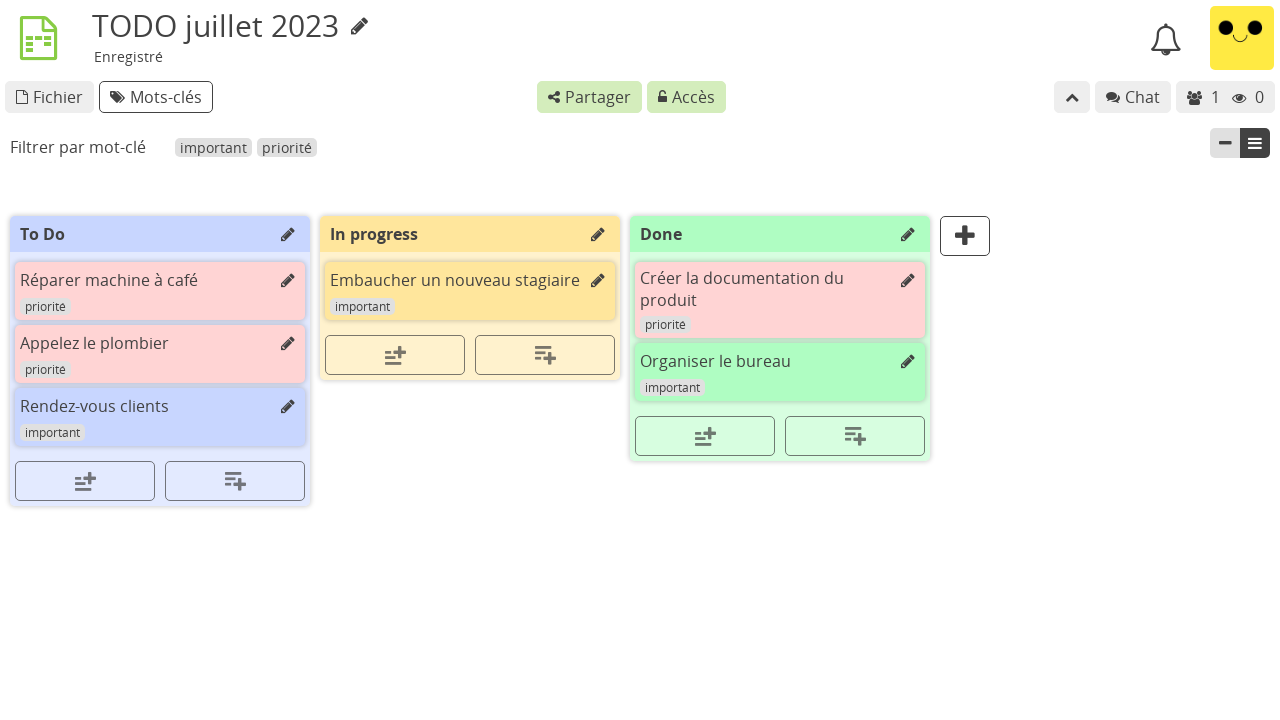 TODO juillet 2023
Enregistré
Fichier
Mots-clés
Partager
Accès
Chat
1
0
Filtrer par mot-clé
important
priorité
To Do
Réparer machine à café
priorité
Appelez le plombier
priorité
Rendez-vous clients
important
In progress
Embaucher un nouveau stagiaire
important
Done
Créer la documentation du
produit
priorité
Organiser le bureau
important